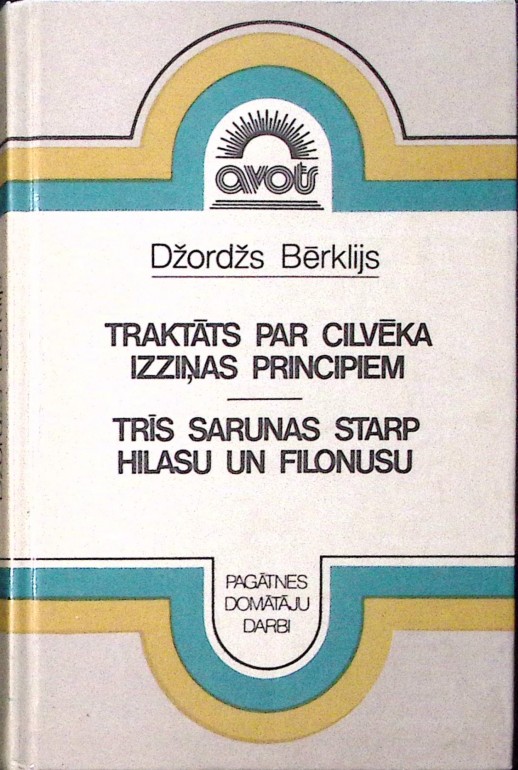 avots
Džordžs Bērklijs
TRAKTĀTS PAR CILVĒKA
IZZIŅAS PRINCIPIEM
TRĪS SARUNAS STARP
HILASU UN FILONUSU
PAGĀTNES
DOMĀTĀJU
DARBI